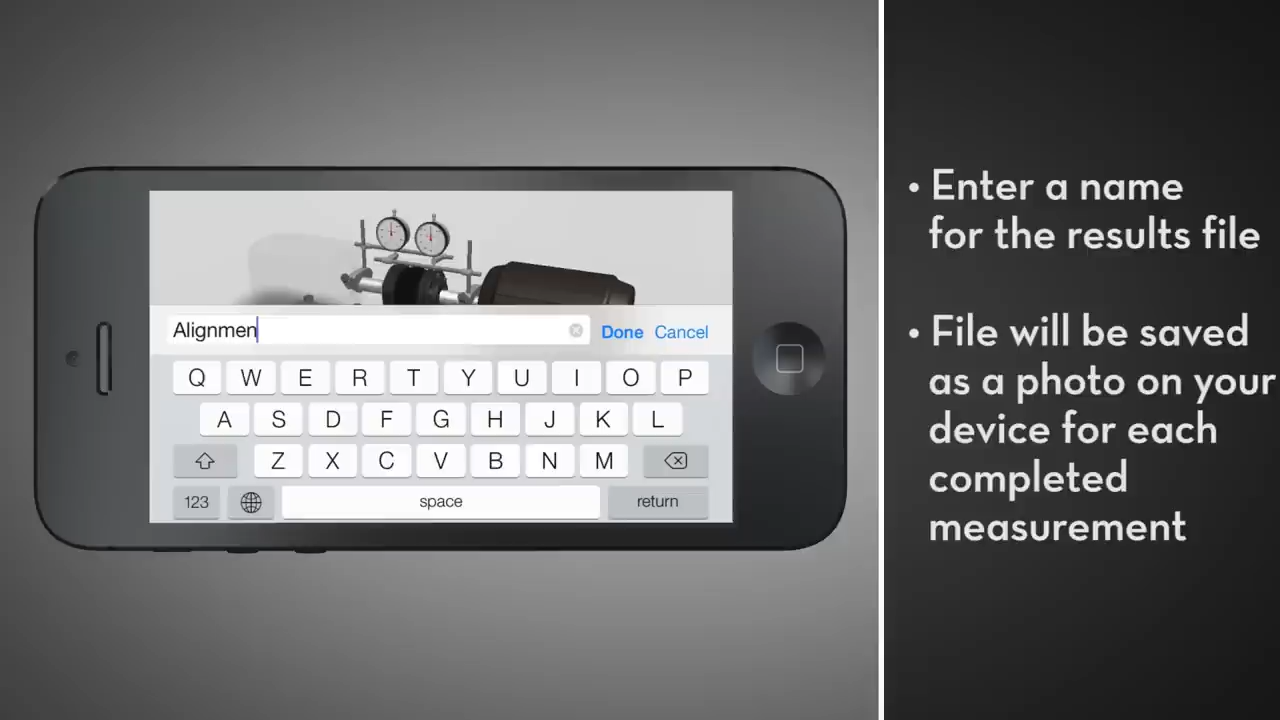 Alignmen
Done Cancel
Q W E R T Y U I O P
A S D F G H J K L
Z X C V B N M
123 space return
• Enter a name
for the results file
• File will be saved
as a photo on your
device for each
completed
measurement